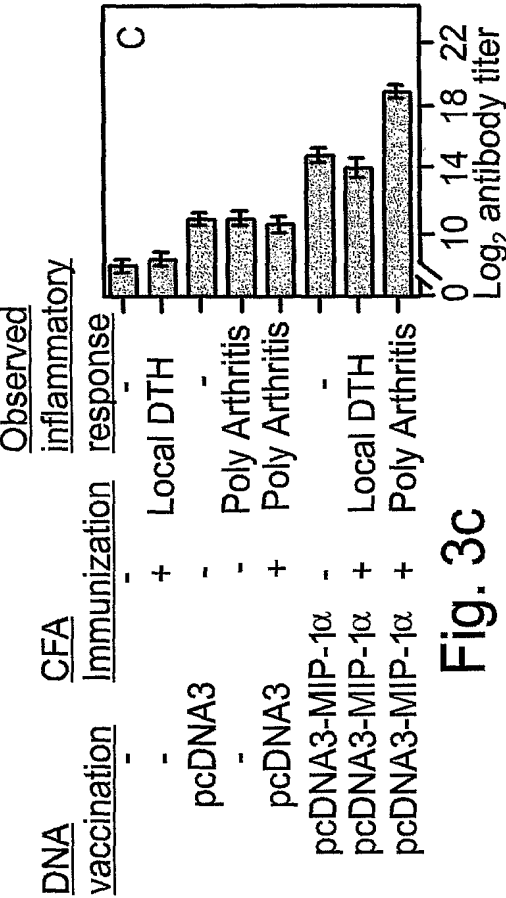 Observed
DNA CFA inflammatory
vaccination Immunization response
C
- - -
- + Local DTH
pcDNA3 - -
- - Poly Arthritis
pcDNA3 + Poly Arthritis
pcDNA3-MIP-1α - -
pcDNA3-MIP-1α + Local DTH
pcDNA3-MIP-1α + Poly Arthritis
0 10 14 18 22
Log₂ antibody titer
Fig. 3c